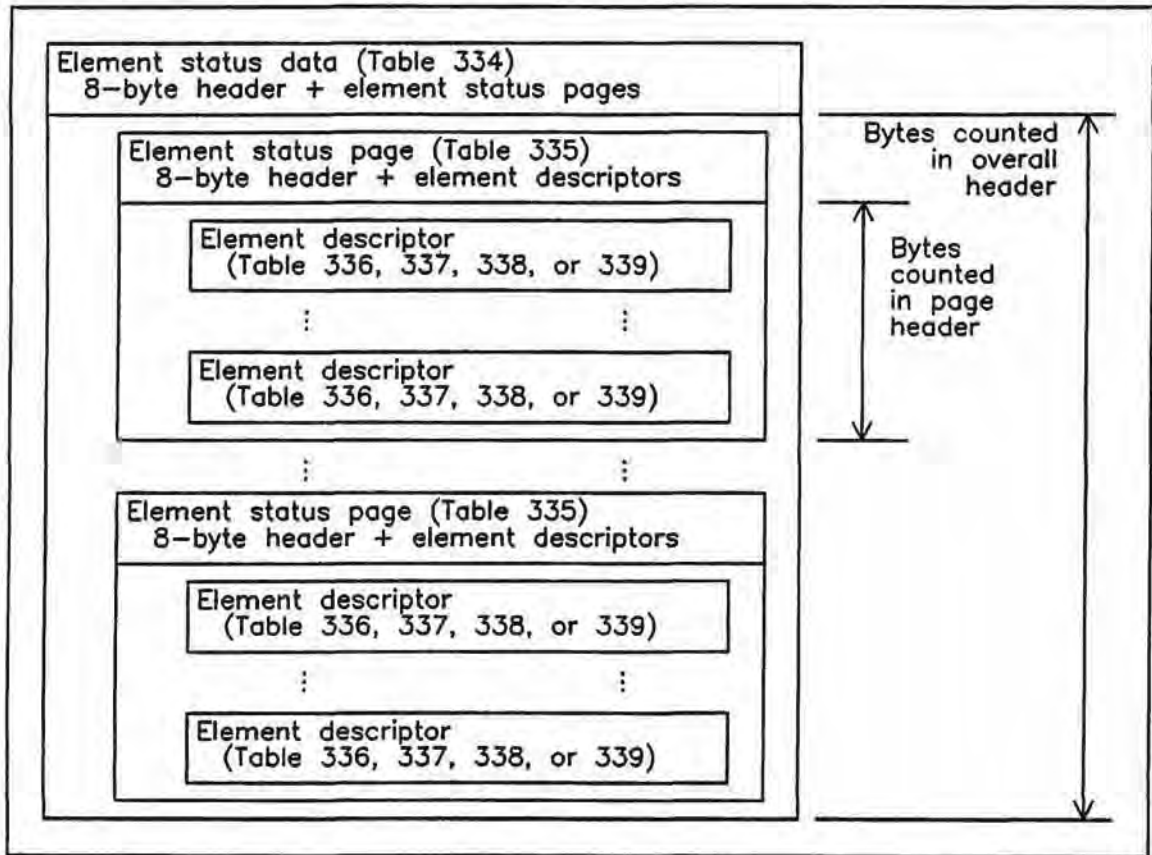 Element status data (Table 334)
8-byte header + element status pages
Bytes counted
in overall
header
Element status page (Table 335)
8-byte header + element descriptors
Bytes
counted
in page
header
Element descriptor
(Table 336, 337, 338, or 339)
Element descriptor
(Table 336, 337, 338, or 339)
Element status page (Table 335)
8-byte header + element descriptors
Element descriptor
(Table 336, 337, 338, or 339)
Element descriptor
(Table 336, 337, 338, or 339)